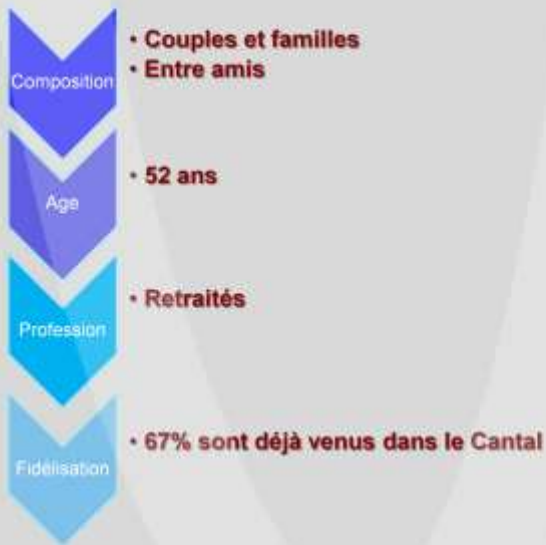 Composition
• Couples et familles
• Entre amis
Age
• 52 ans
Profession
• Retraités
Fidélisation
• 67% sont déjà venus dans le Cantal